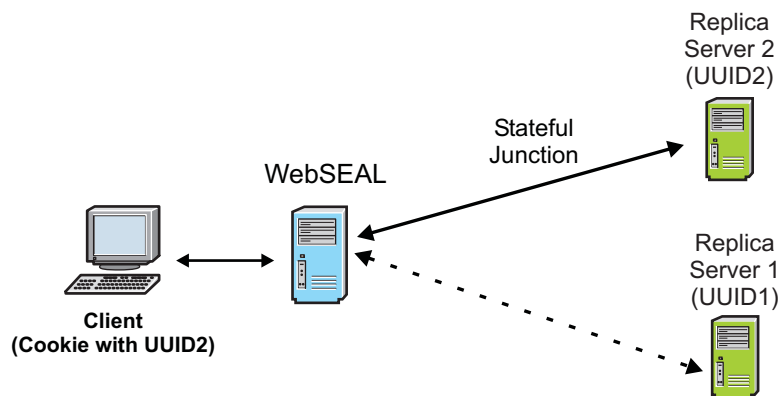 Replica
Server 2
(UUID2)
Stateful
Junction
WebSEAL
Client
(Cookie with UUID2)
Replica
Server 1
(UUID1)